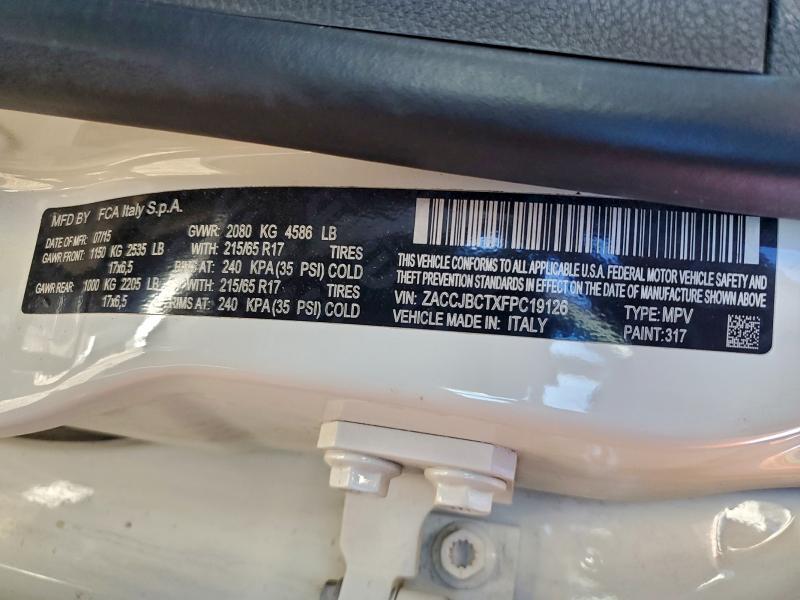 MFD BY FCA Italy S.p.A.
DATE OF MFR: 07/15 GVWR: 2080 KG 4586 LB
GAWR FRONT: 1150 KG 2535 LB WITH: 215/65 R17 TIRES
17x6,5 RIMS AT: 240 KPA (35 PSI) COLD
GAWR REAR: 1000 KG 2205 LB WITH: 215/65 R17 TIRES
17x6,5 RIMS AT: 240 KPA (35 PSI) COLD
THIS VEHICLE CONFORMS TO ALL APPLICABLE U.S.A. FEDERAL MOTOR VEHICLE SAFETY AND
THEFT PREVENTION STANDARDS IN EFFECT ON THE DATE OF MANUFACTURE SHOWN ABOVE
VIN: ZACCJBCTXFPC19126 TYPE: MPV
VEHICLE MADE IN: ITALY PAINT: 317